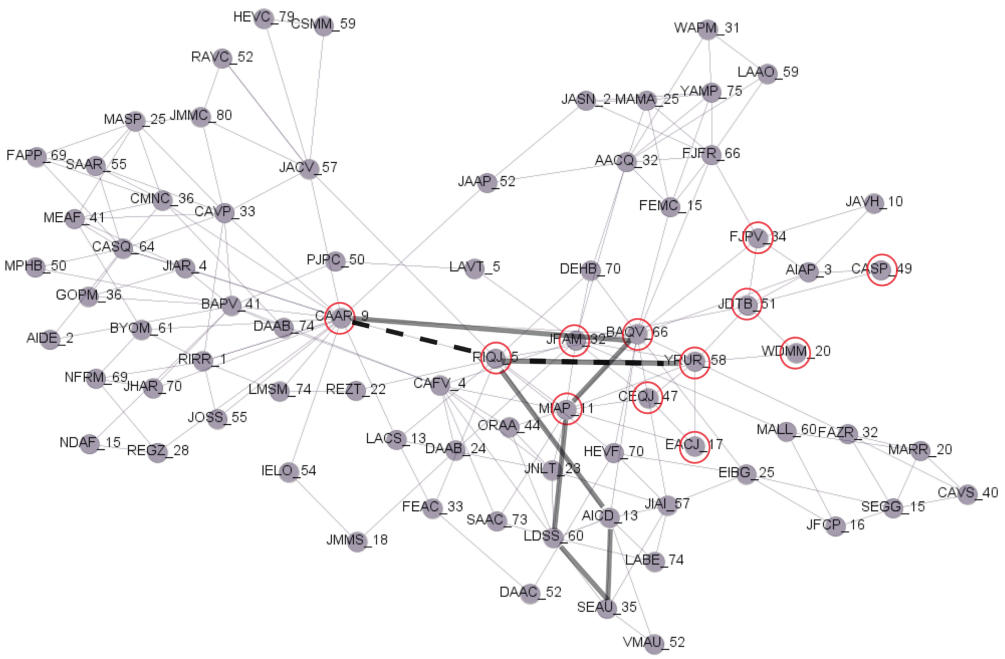 HEVC_79
CSMM_59
WAPM_31
RAVC_52
LAAO_59
YAMP_75
JASN_2
MAMA_25
MASP_25
JMMC_80
FAPP_69
SAAR_55
JACV_57
AACQ_32
FJFR_66
JAAP_52
CMNC_36
CAVP_33
FEMC_15
JAVH_10
MEAF_41
FJPV_34
CASQ_64
MPHB_50
JIAR_4
PJPC_50
LAVT_5
DEHB_70
AIAP_3
CASP_49
GOPM_36
BAPV_41
JDTB_51
CAAR_9
AIDE_2
BYOM_61
DAAB_74
JPAM_32
BAQV_66
RIRR_1
RIQJ_5
YPUR_58
WDMM_20
NFRM_69
JHAR_70
LMSM_74
REZT_22
CAFV_4
CEQJ_47
MIAP_11
JOSS_55
NDAF_15
REGZ_28
LACS_13
ORAA_44
DAAB_24
EACJ_17
MALL_60
FAZR_32
MARR_20
HEVF_70
IELO_54
JNLT_23
EIBG_25
CAVS_40
FEAC_33
SAAC_73
AICD_13
JIAI_57
SEGG_15
JFCP_16
JMMS_18
LDSS_60
LABE_74
DAAC_52
SEAU_35
VMAU_52